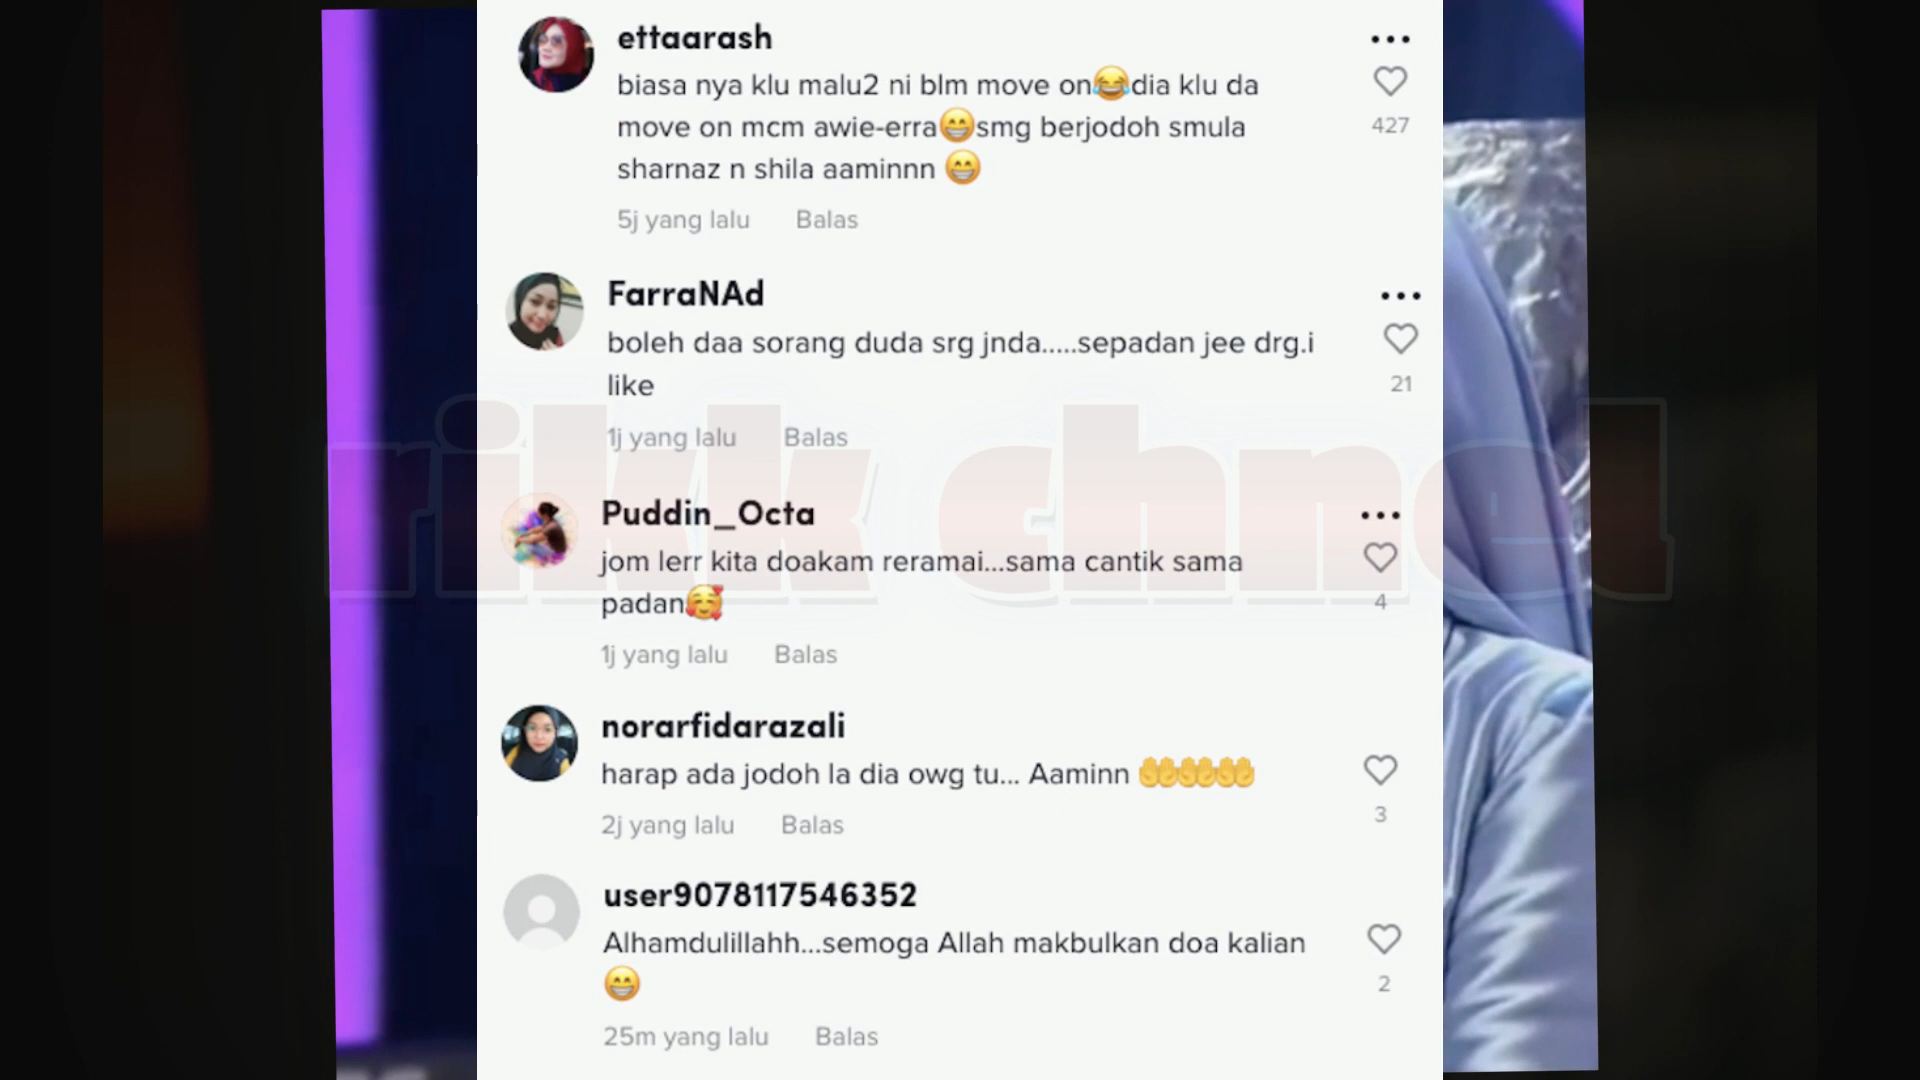 ettaarash
biasa nya klu malu2 ni blm move on😂dia klu da
move on mcm awie-erra😁smg berjodoh smula
sharnaz n shila aaminnn 😁
427
5j yang lalu Balas
FarraNAd
boleh daa sorang duda srg jnda.....sepadan jee drg.i
like
21
1j yang lalu Balas
rikk chnel
Puddin_Octa
jom lerr kita doakam reramai...sama cantik sama
padan🥰
4
1j yang lalu Balas
norarfidarazali
harap ada jodoh la dia owg tu... Aaminn 🤲🤲🤲
3
2j yang lalu Balas
user9078117546352
Alhamdulillahh...semoga Allah makbulkan doa kalian
😁
2
25m yang lalu Balas